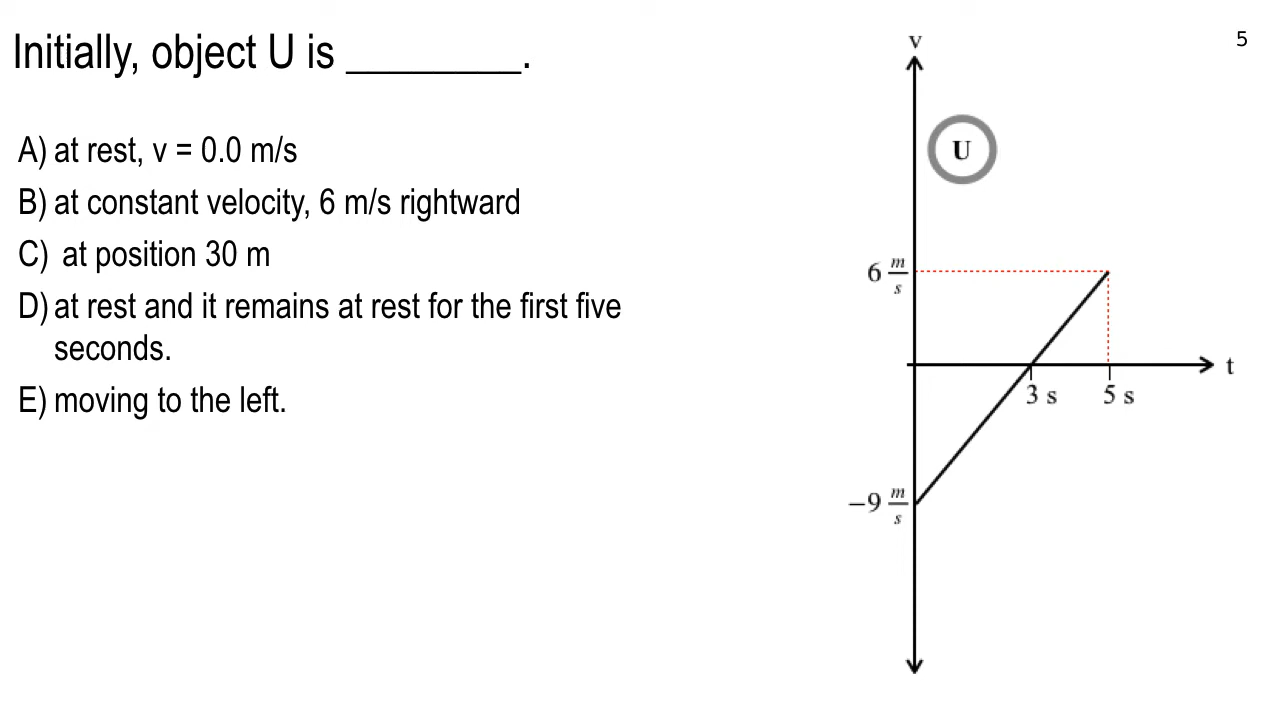 5
Initially, object U is _________.
A) at rest, v = 0.0 m/s
B) at constant velocity, 6 m/s rightward
C) at position 30 m
D) at rest and it remains at rest for the first five
seconds.
E) moving to the left.
v
U
6 m/s
t
3 s 5 s
−9 m/s